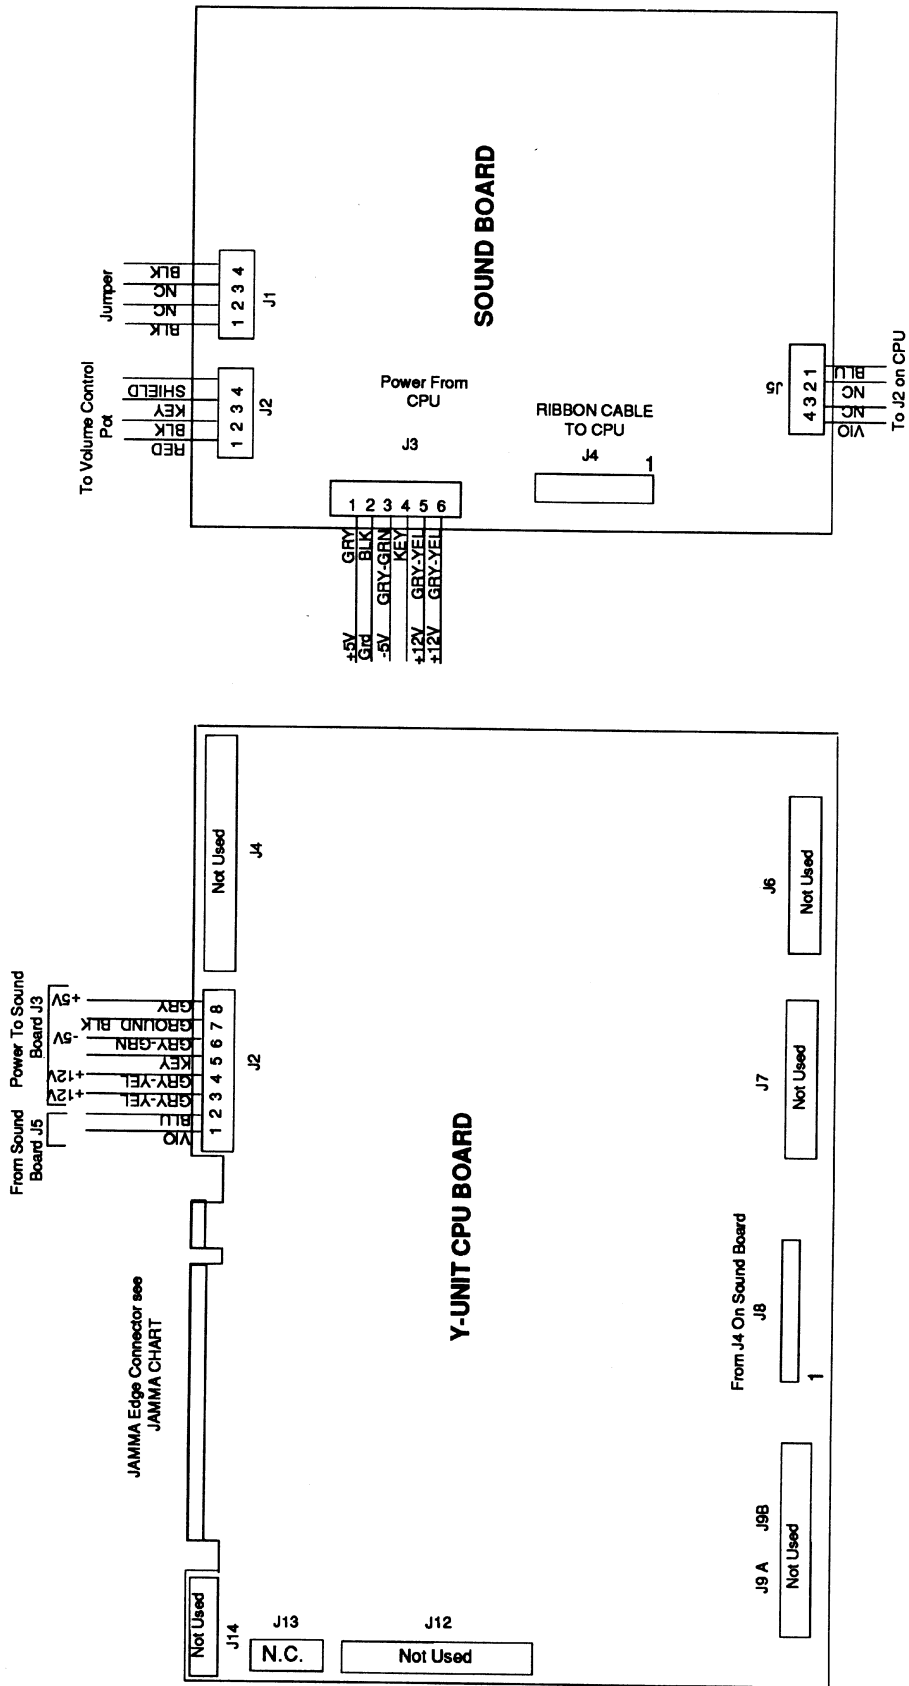 Jumper
BLK
NC
NC
BLK
1 2 3 4
J1
To Volume Control
Pot
SHIELD
KEY
BLK
RED
1 2 3 4
J2
SOUND BOARD
Power From
CPU
J3
1
2
3
4
5
6
GRY
BLK
GRY-GRN
KEY
GRY-YEL
GRY-YEL
+5V
Grd
-5V
+12V
+12V
RIBBON CABLE
TO CPU
J4
1
J5
4 3 2 1
BLU
NC
NC
VIO
To J2 on CPU
Not Used
J4
Power To Sound
Board J3
+5V
-5V
+12V
+12V
From Sound
Board J5
GRY
GROUND BLK
GRY-GRN
KEY
GRY-YEL
GRY-YEL
BLU
VIO
1 2 3 4 5 6 7 8
J2
JAMMA Edge Connector see
JAMMA CHART
Y-UNIT CPU BOARD
J6
Not Used
J7
Not Used
From J4 On Sound Board
J8
1
J9 A J9B
Not Used
Not Used
J14
J13
N.C.
J12
Not Used